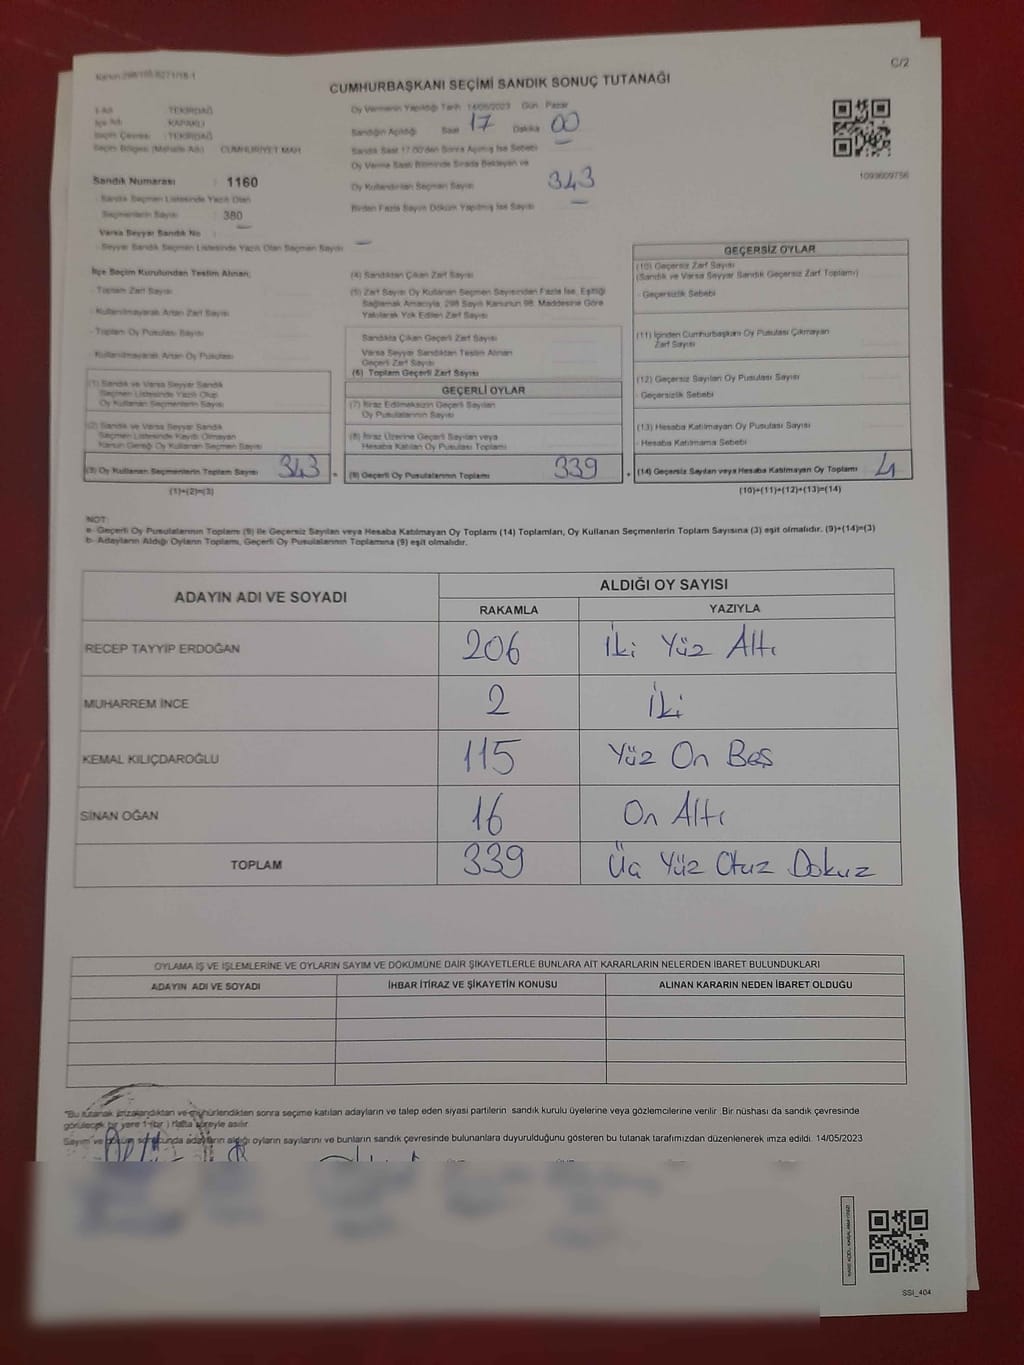 C/2
CUMHURBAŞKANI SEÇİMİ SANDIK SONUÇ TUTANAĞI
İl Adı : TEKİRDAĞ
İlçe Adı : KAPAKLI
Seçim Çevresi : TEKİRDAĞ
Seçim Bölgesi (Mahalle Adı) : CUMHURİYET MAH.
Sandık Numarası : 1160
Sandık Seçmen Listesinde Yazılı Olan
Seçmenlerin Sayısı : 380
Varsa Seyyar Sandık No :
Seyyar Sandık Seçmen Listesinde Yazılı Olan Seçmen Sayısı
Oy Vermenin Yapıldığı Tarih 14/05/2023 Gün Pazar
Sandığın Açıldığı Saat 17 Dakika 00
Sandık Saat 17:00'den Sonra Açılmış İse Sebebi
Oy Verme Saati Bitiminde Sırada Bekleyen ve
Oy Kullandırılan Seçmen Sayısı 343
Birden Fazla Sayım Döküm Yapılmış İse Sayısı
1099609756
İlçe Seçim Kurulundan Teslim Alınan;
- Toplam Zarf Sayısı
- Kullanılmayarak Artan Zarf Sayısı
- Toplam Oy Pusulası Sayısı
- Kullanılmayarak Artan Oy Pusulası
(1) Sandık ve Varsa Seyyar Sandık
Seçmen Listesinde Yazılı Olup
Oy Kullanan Seçmenlerin Sayısı
(2) Sandık ve Varsa Seyyar Sandık
Seçmen Listesinde Kayıtlı Olmayan
Kanun Gereği Oy Kullanan Seçmen Sayısı
(3) Oy Kullanan Seçmenlerin Toplam Sayısı 343 =
(1)+(2)=(3)
(4) Sandıktan Çıkan Zarf Sayısı
(5) Zarf Sayısı Oy Kullanan Seçmen Sayısından Fazla İse, Eşitliği
Sağlamak Amacıyla, 298 Sayılı Kanunun 98. Maddesine Göre
Yakılarak Yok Edilen Zarf Sayısı
Sandıkta Çıkan Geçerli Zarf Sayısı
Varsa Seyyar Sandıktan Teslim Alınan
Geçerli Zarf Sayısı
(6) Toplam Geçerli Zarf Sayısı
GEÇERLİ OYLAR
(7) İtiraz Edilmeksizin Geçerli Sayılan
Oy Pusulalarının Sayısı
(8) İtiraz Üzerine Geçerli Sayılan veya
Hesaba Katılan Oy Pusulası Toplamı
(9) Geçerli Oy Pusulalarının Toplamı 339 +
GEÇERSİZ OYLAR
(10) Geçersiz Zarf Sayısı
(Sandık ve Varsa Seyyar Sandık Geçersiz Zarf Toplamı)
- Geçersizlik Sebebi
(11) İçinden Cumhurbaşkanı Oy Pusulası Çıkmayan
Zarf Sayısı
(12) Geçersiz Sayılan Oy Pusulası Sayısı
- Geçersizlik Sebebi
(13) Hesaba Katılmayan Oy Pusulası Sayısı
- Hesaba Katılmama Sebebi
(14) Geçersiz Sayılan veya Hesaba Katılmayan Oy Toplamı 4
(10)+(11)+(12)+(13)=(14)
NOT:
a- Geçerli Oy Pusulalarının Toplamı (9) ile Geçersiz Sayılan veya Hesaba Katılmayan Oy Toplamı (14) Toplamları, Oy Kullanan Seçmenlerin Toplam Sayısına (3) eşit olmalıdır. (9)+(14)=(3)
b- Adayların Aldığı Oyların Toplamı, Geçerli Oy Pusulalarının Toplamına (9) eşit olmalıdır.
ADAYIN ADI VE SOYADI ALDIĞI OY SAYISI
RAKAMLA YAZIYLA
RECEP TAYYİP ERDOĞAN 206 İki Yüz Altı
MUHARREM İNCE 2 İki
KEMAL KILIÇDAROĞLU 115 Yüz On Beş
SİNAN OĞAN 16 On Altı
TOPLAM 339 Üç Yüz Otuz Dokuz
OYLAMA İŞ VE İŞLEMLERİNE VE OYLARIN SAYIM VE DÖKÜMÜNE DAİR ŞİKAYETLERLE BUNLARA AİT KARARLARIN NELERDEN İBARET BULUNDUKLARI
ADAYIN ADI VE SOYADI İHBAR İTİRAZ VE ŞİKAYETİN KONUSU ALINAN KARARIN NEDEN İBARET OLDUĞU
"Bu tutanak imzalandıktan ve mühürlendikten sonra seçime katılan adayların ve talep eden siyasi partilerin sandık kurulu üyelerine veya gözlemcilerine verilir. Bir nüshası da sandık çevresinde
görülecek bir yere 1 (bir) hafta süreyle asılır.
Sayım ve döküm sonucunda adayların aldığı oyların sayılarını ve bunların sandık çevresinde bulunanlara duyurulduğunu gösteren bu tutanak tarafımızdan düzenlenerek imza edildi. 14/05/2023
SSI_404